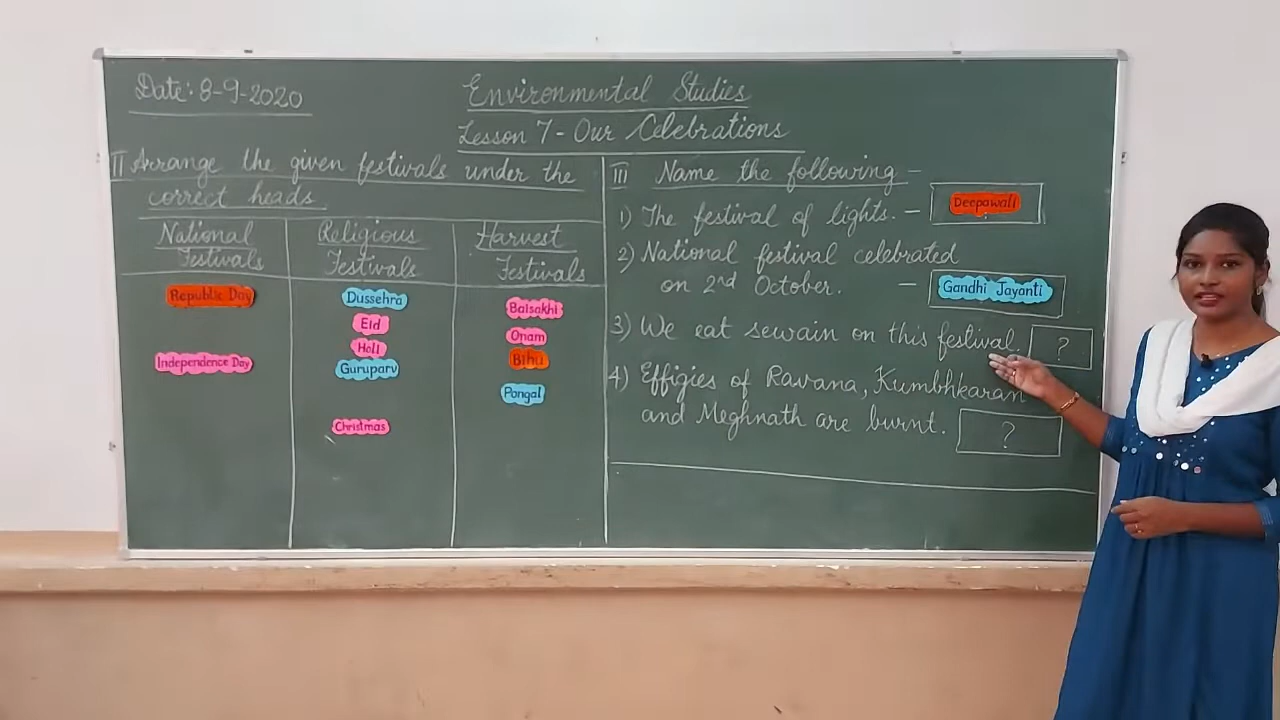 Date: 8-9-2020
Environmental Studies
Lesson 7 - Our Celebrations
II Arrange the given festivals under the
correct heads.
National
Festivals
Republic Day
Independence Day
Religious
Festivals
Dussehra
Eid
Holi
Guruparv
Christmas
Harvest
Festivals
Baisakhi
Onam
Bihu
Pongal
III Name the following -
1) The festival of lights. - Deepawali
2) National festival celebrated
on 2nd October. - Gandhi Jayanti
3) We eat sewain on this festival. ?
4) Effigies of Ravana, Kumbhkaran
and Meghnath are burnt. ?